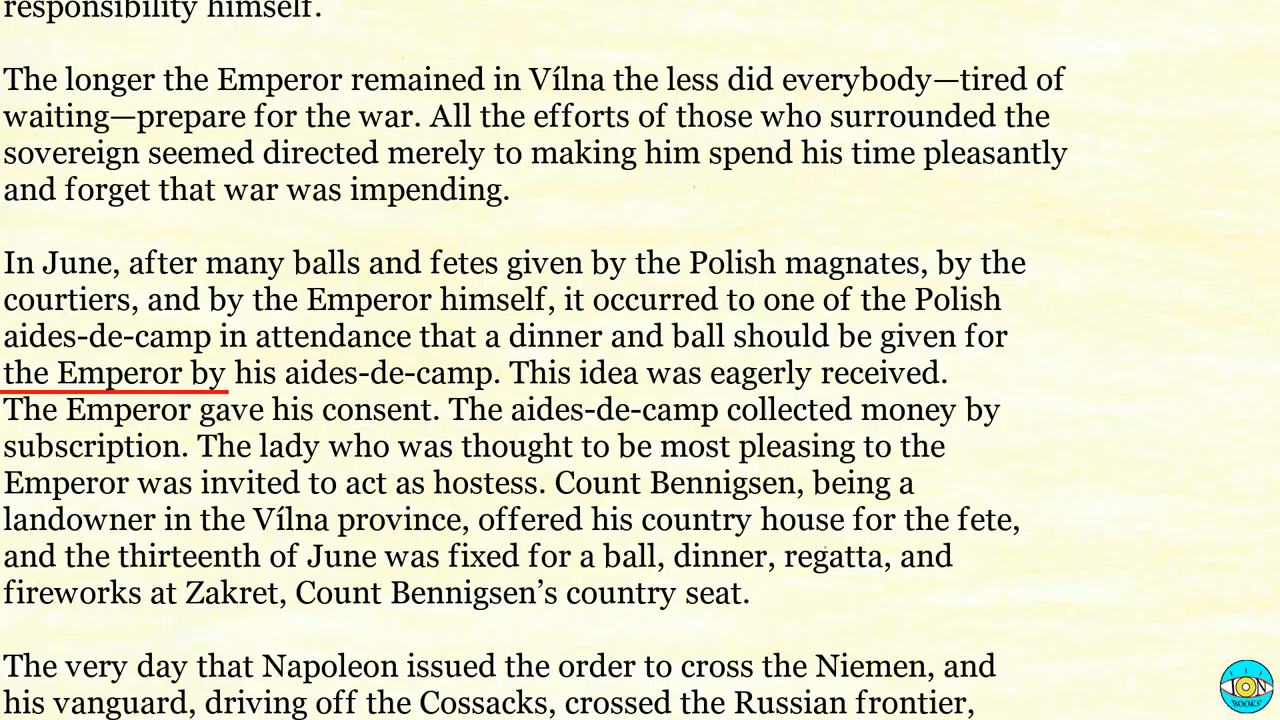 responsibility himself.
The longer the Emperor remained in Vílna the less did everybody—tired of
waiting—prepare for the war. All the efforts of those who surrounded the
sovereign seemed directed merely to making him spend his time pleasantly
and forget that war was impending.
In June, after many balls and fetes given by the Polish magnates, by the
courtiers, and by the Emperor himself, it occurred to one of the Polish
aides-de-camp in attendance that a dinner and ball should be given for
the Emperor by his aides-de-camp. This idea was eagerly received.
The Emperor gave his consent. The aides-de-camp collected money by
subscription. The lady who was thought to be most pleasing to the
Emperor was invited to act as hostess. Count Bennigsen, being a
landowner in the Vílna province, offered his country house for the fete,
and the thirteenth of June was fixed for a ball, dinner, regatta, and
fireworks at Zakret, Count Bennigsen’s country seat.
The very day that Napoleon issued the order to cross the Niemen, and
his vanguard, driving off the Cossacks, crossed the Russian frontier,
ION
BOOKS